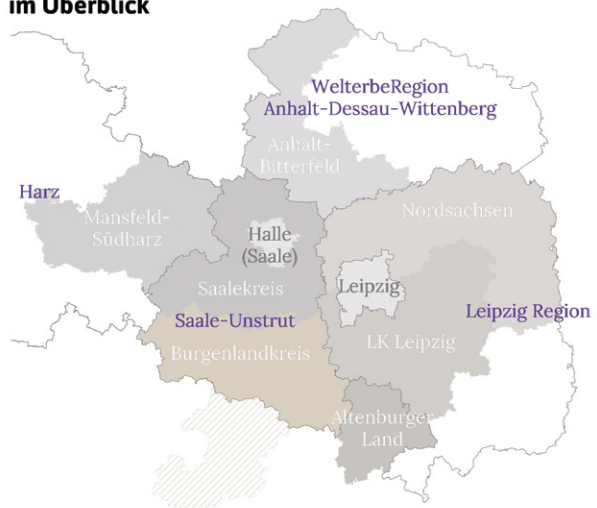 im Überblick
WelterbeRegion
Anhalt-Dessau-Wittenberg
Anhalt-
Bitterfeld
Harz
Mansfeld-
Südharz
Nordsachsen
Halle
(Saale)
Saalekreis
Leipzig
Saale-Unstrut
Leipzig Region
Burgenlandkreis
LK Leipzig
Altenburger
Land